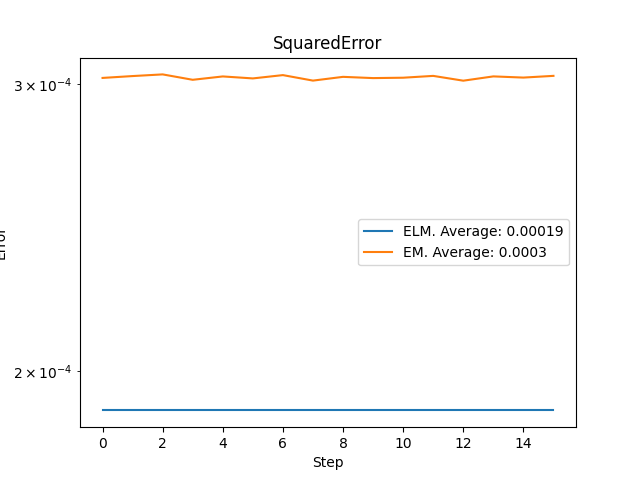 SquaredError
3 × 10⁻⁴
2 × 10⁻⁴
Error
ELM. Average: 0.00019
EM. Average: 0.0003
0 2 4 6 8 10 12 14
Step